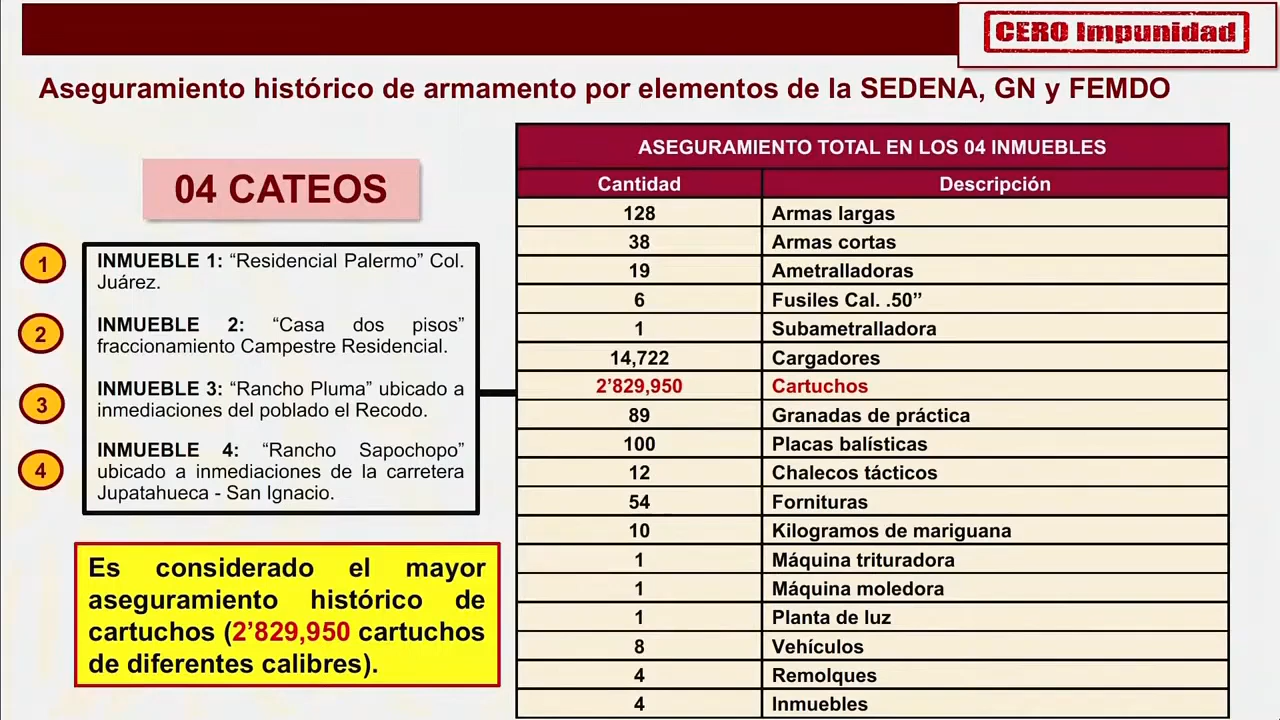 CERO Impunidad
Aseguramiento histórico de armamento por elementos de la SEDENA, GN y FEMDO
04 CATEOS
1
INMUEBLE 1: “Residencial Palermo” Col.
Juárez.
2
INMUEBLE 2: “Casa dos pisos”
fraccionamiento Campestre Residencial.
3
INMUEBLE 3: “Rancho Pluma” ubicado a
inmediaciones del poblado el Recodo.
4
INMUEBLE 4: “Rancho Sapochopo”
ubicado a inmediaciones de la carretera
Jupatahueca - San Ignacio.
Es considerado el mayor
aseguramiento histórico de
cartuchos (2’829,950 cartuchos
de diferentes calibres).
ASEGURAMIENTO TOTAL EN LOS 04 INMUEBLES
Cantidad Descripción
128 Armas largas
38 Armas cortas
19 Ametralladoras
6 Fusiles Cal. .50”
1 Subametralladora
14,722 Cargadores
2’829,950 Cartuchos
89 Granadas de práctica
100 Placas balísticas
12 Chalecos tácticos
54 Fornituras
10 Kilogramos de mariguana
1 Máquina trituradora
1 Máquina moledora
1 Planta de luz
8 Vehículos
4 Remolques
4 Inmuebles